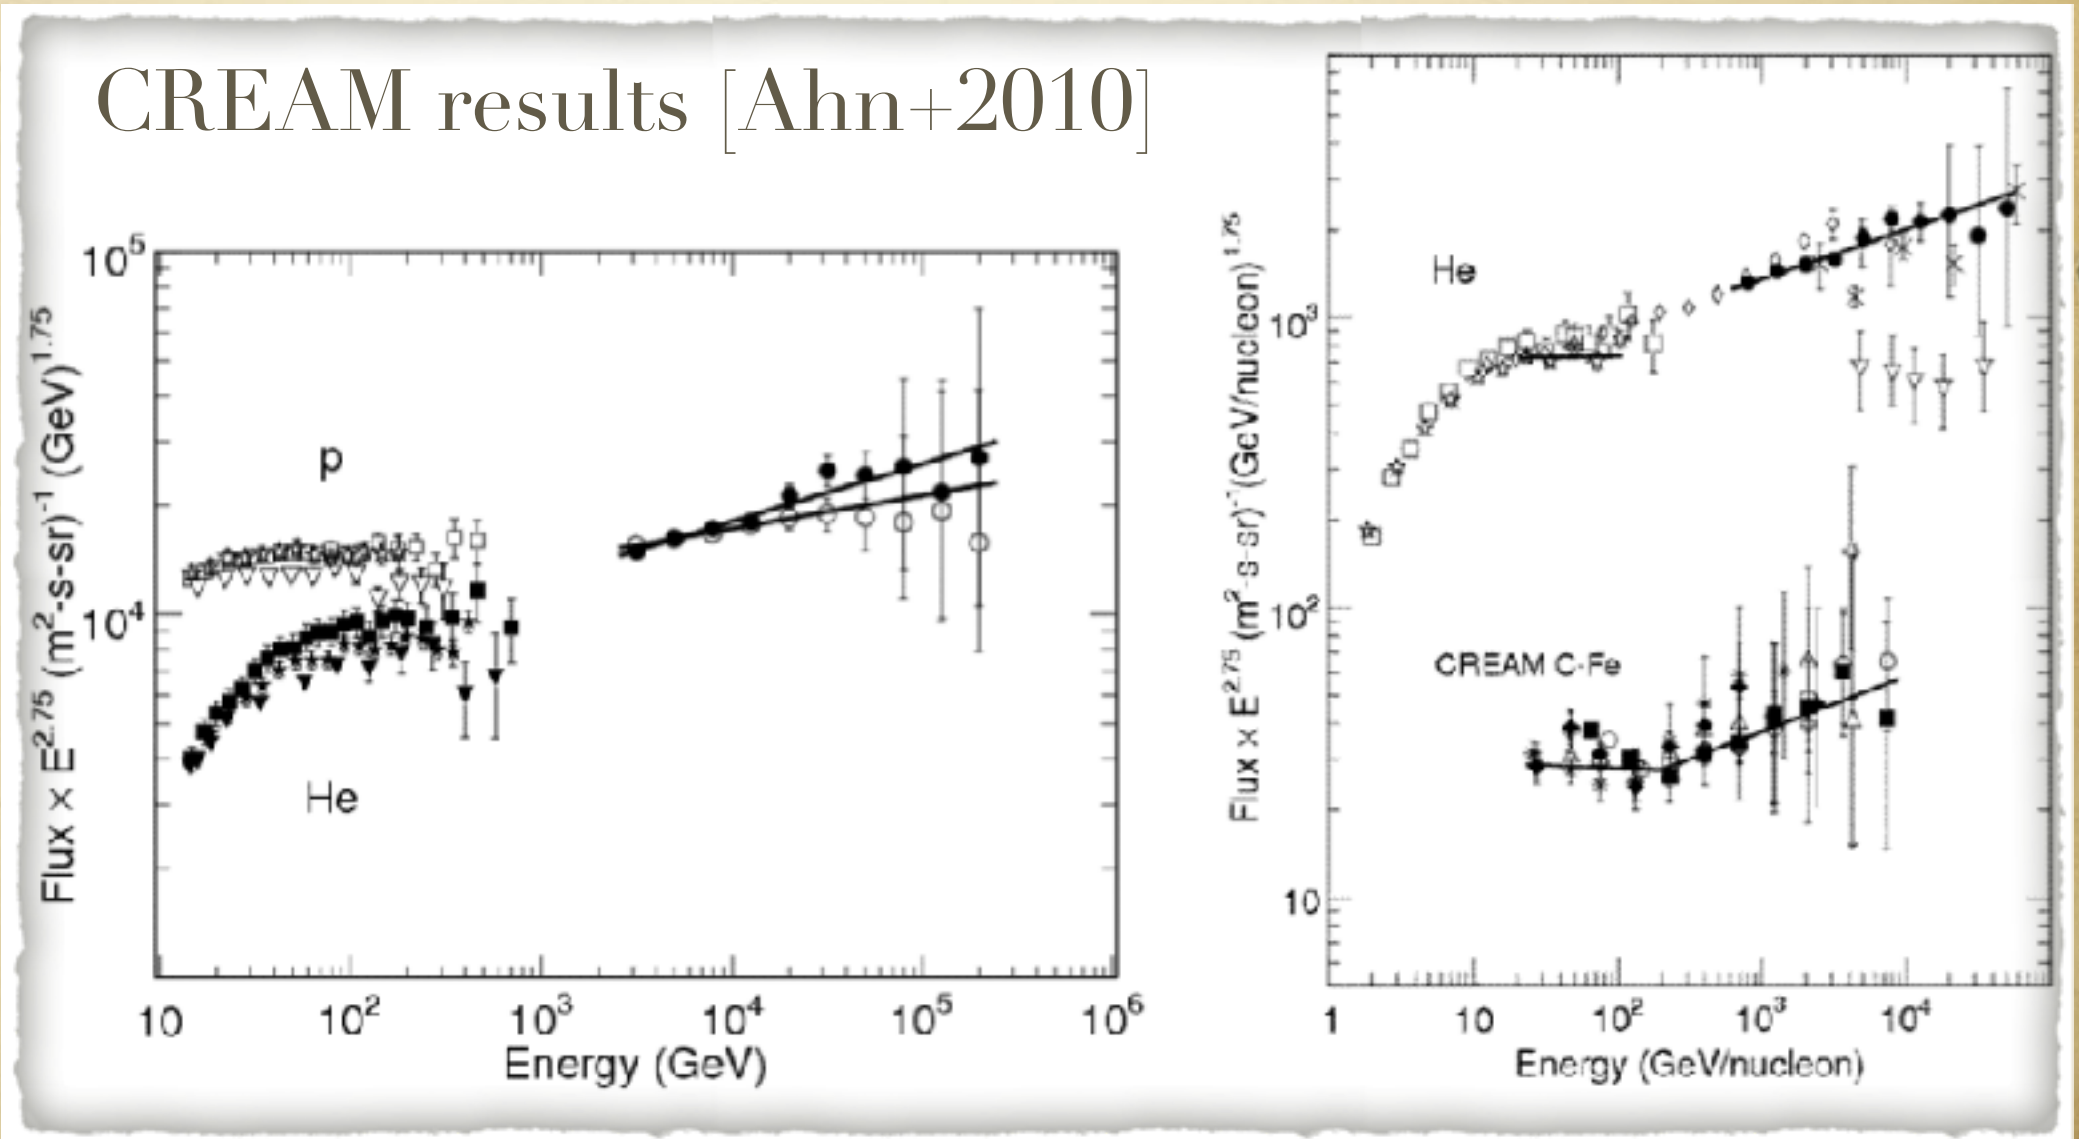 CREAM results [Ahn+2010]
Flux x E^2.75 (m^2-s-sr)^-1 (GeV)^1.75
10^5
10^4
p
He
10 10^2 10^3 10^4 10^5 10^6
Energy (GeV)
Flux x E^2.75 (m^2-s-sr)^-1 (GeV/nucleon)^1.75
10^3
10^2
10
He
CREAM C-Fe
1 10 10^2 10^3 10^4
Energy (GeV/nucleon)